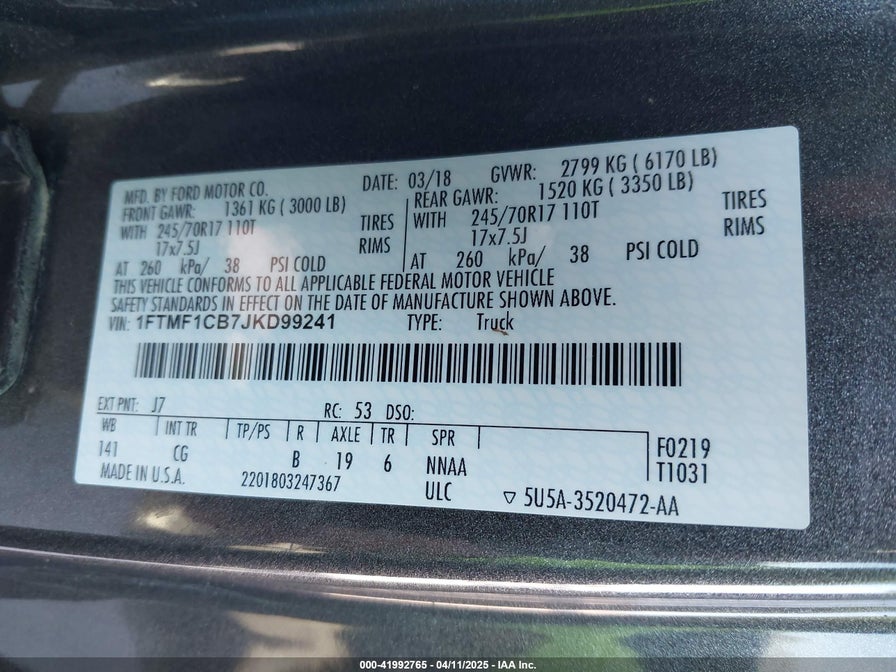 MFD. BY FORD MOTOR CO.
DATE: 03/18 GVWR: 2799 KG ( 6170 LB)
FRONT GAWR: 1361 KG ( 3000 LB)
WITH 245/70R17 110T TIRES
17x7.5J RIMS
AT 260 kPa/ 38 PSI COLD
REAR GAWR: 1520 KG ( 3350 LB)
WITH 245/70R17 110T TIRES
17x7.5J RIMS
AT 260 kPa/ 38 PSI COLD
THIS VEHICLE CONFORMS TO ALL APPLICABLE FEDERAL MOTOR VEHICLE
SAFETY STANDARDS IN EFFECT ON THE DATE OF MANUFACTURE SHOWN ABOVE.
VIN: 1FTMF1CB7JKD99241 TYPE: Truck
EXT PNT: J7 RC: 53 DSO:
WB INT TR TP/PS R AXLE TR SPR
141 CG B 19 6 NNAA
F0219
T1031
MADE IN U.S.A. 2201803247367 ULC ▽ 5U5A-3520472-AA
000-41992765 - 04/11/2025 - IAA Inc.